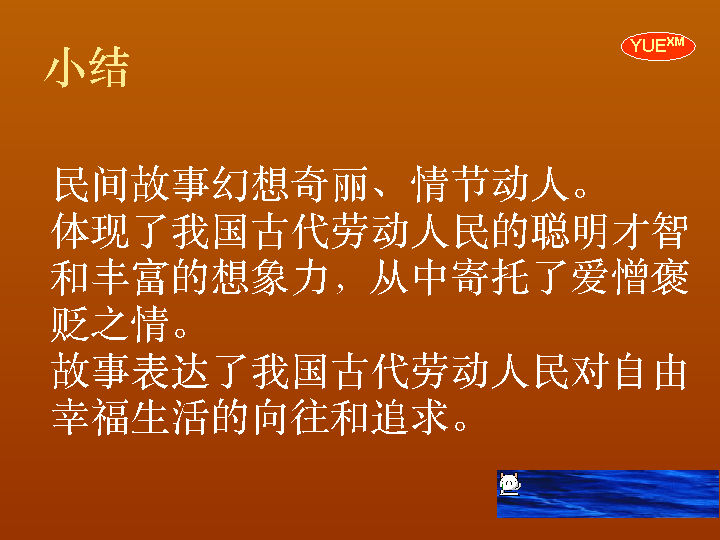 小结
YUEXM
民间故事幻想奇丽、情节动人。
体现了我国古代劳动人民的聪明才智
和丰富的想象力，从中寄托了爱憎褒
贬之情。
故事表达了我国古代劳动人民对自由
幸福生活的向往和追求。